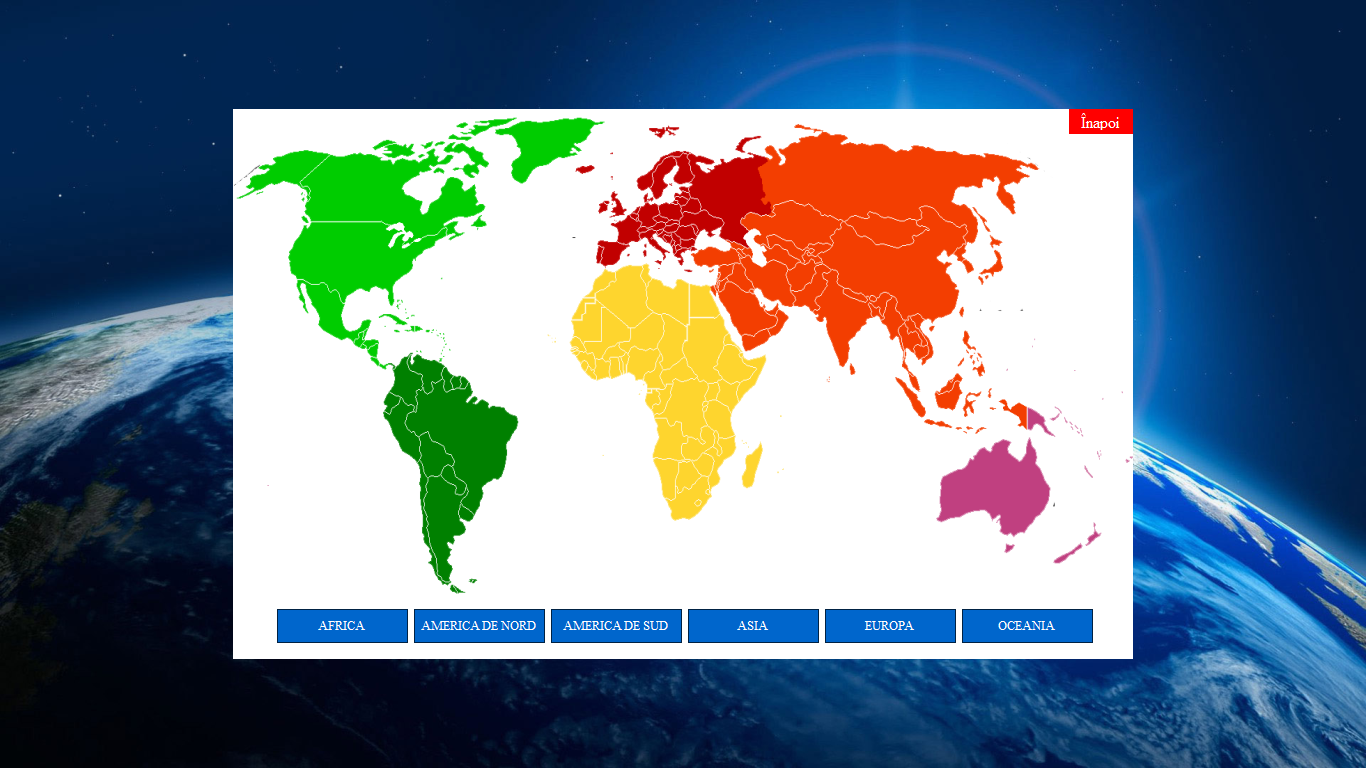 Înapoi
AFRICA
AMERICA DE NORD
AMERICA DE SUD
ASIA
EUROPA
OCEANIA